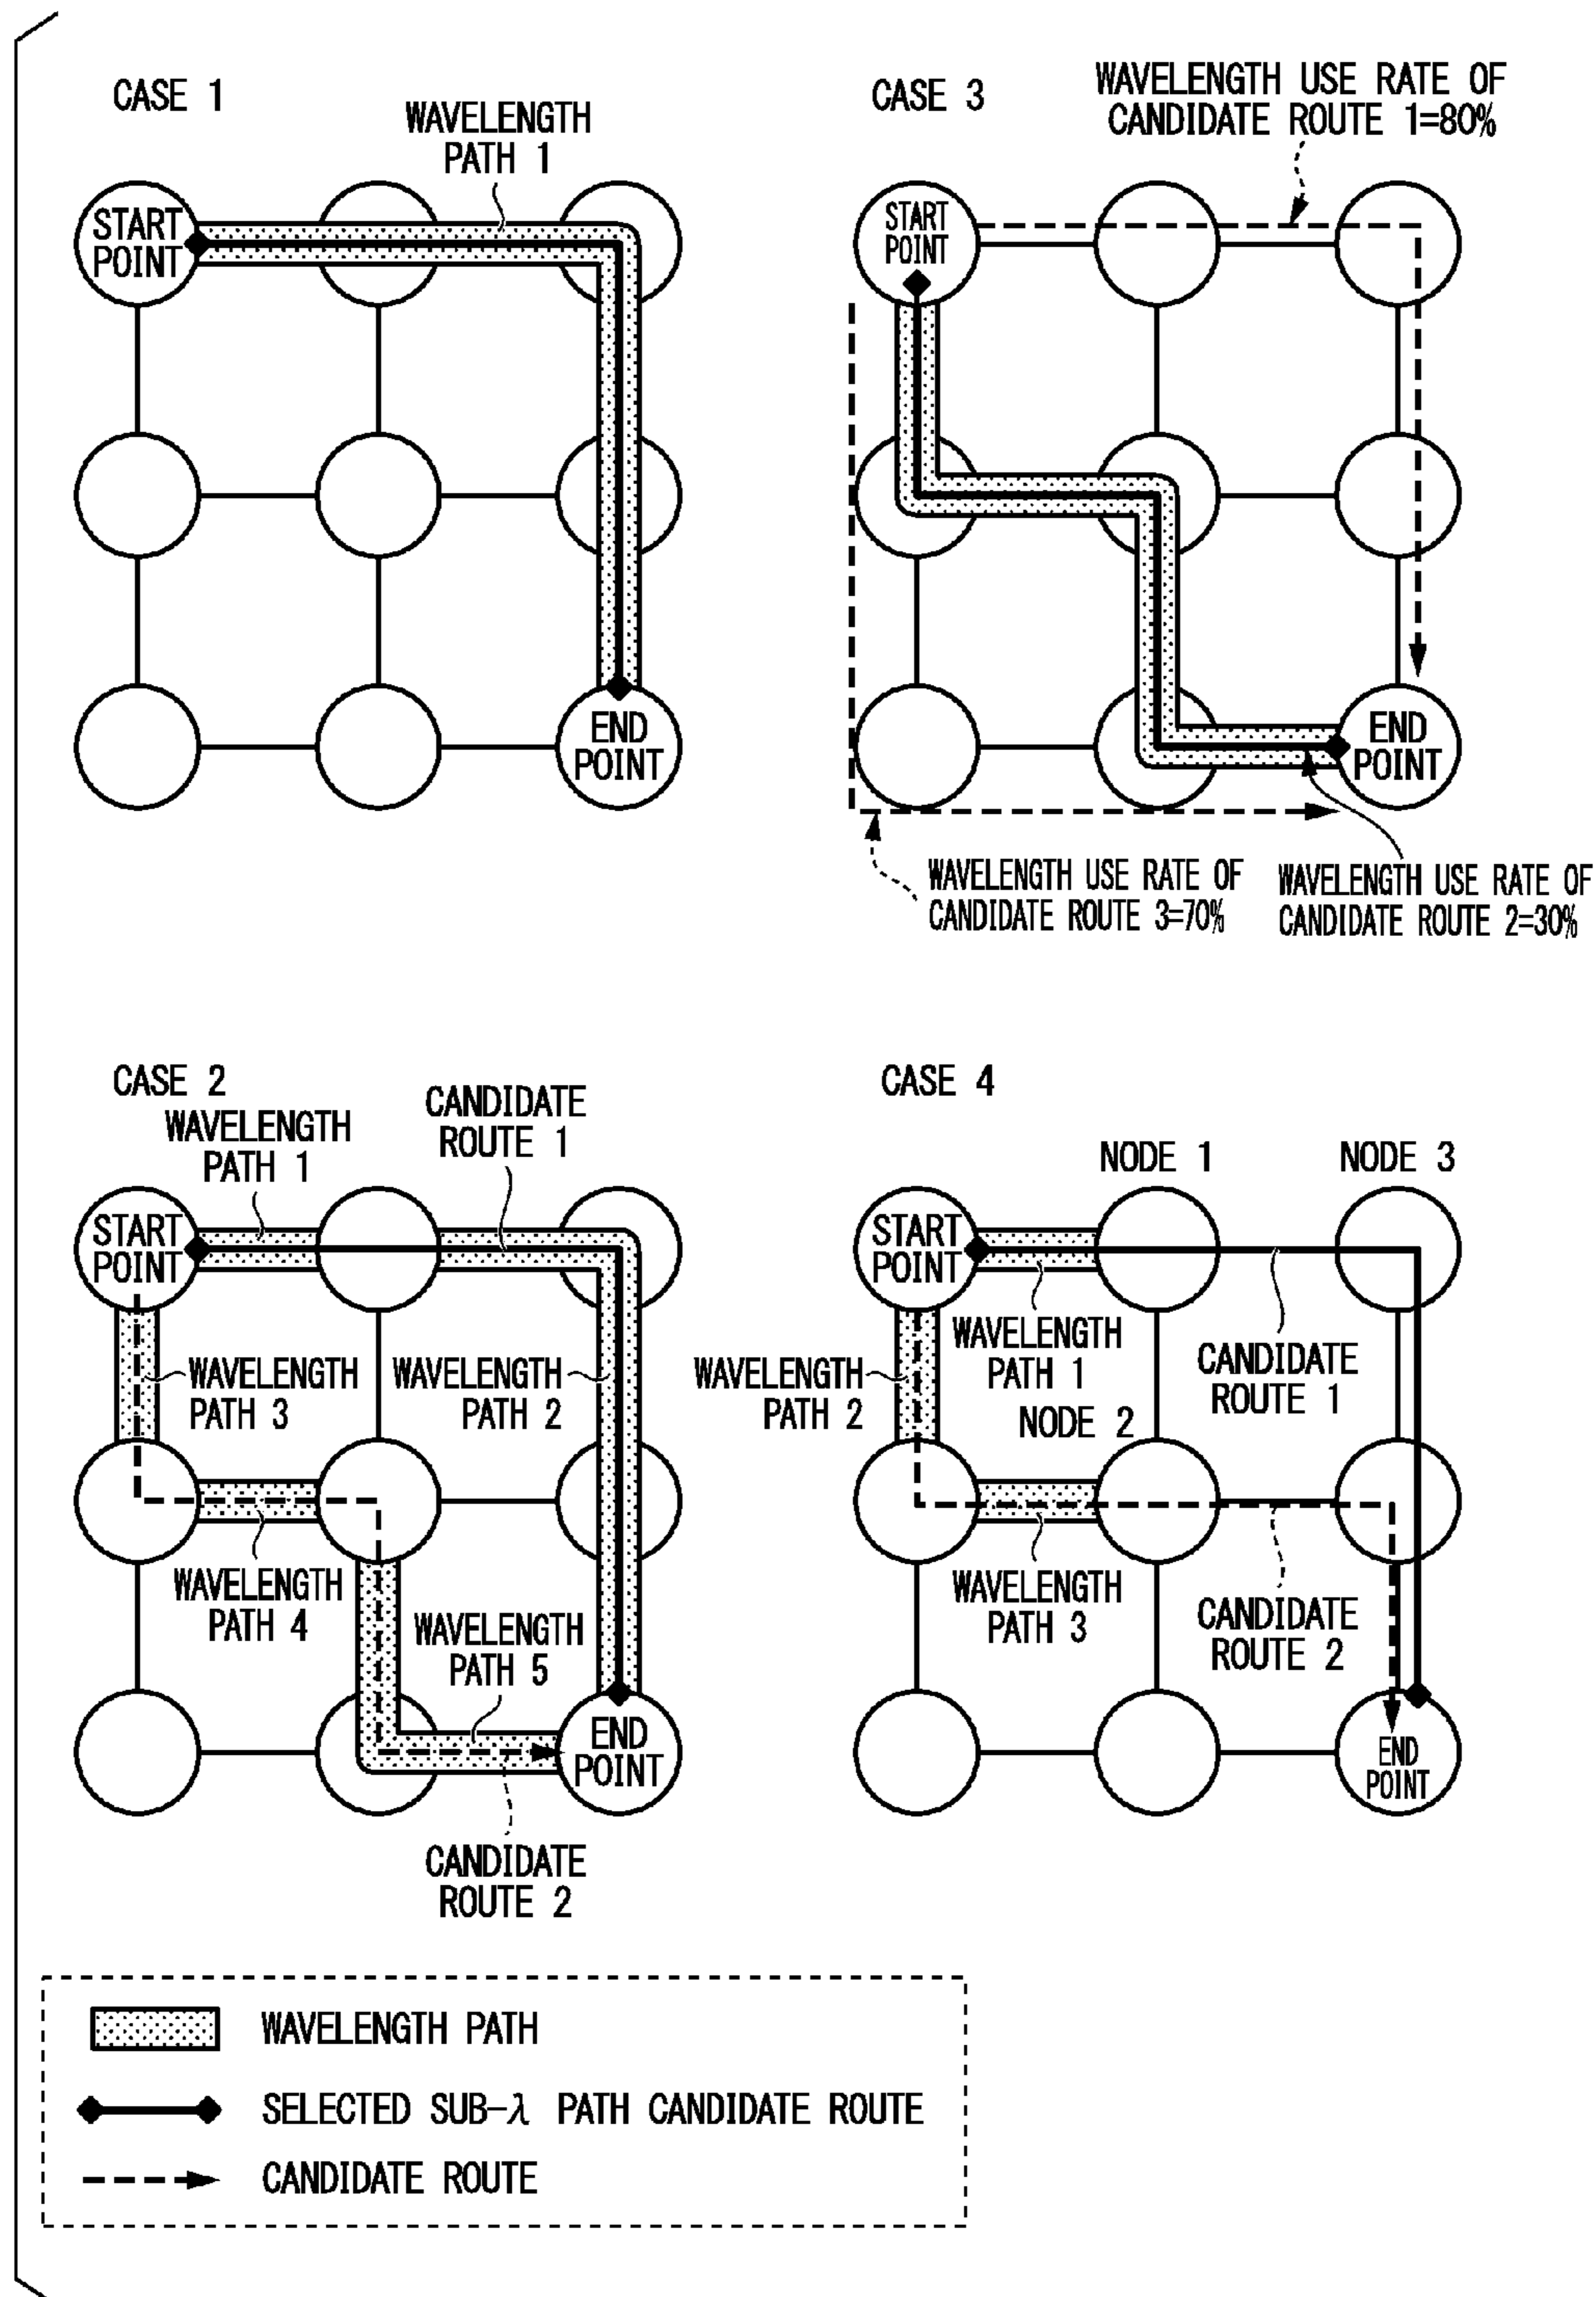 CASE 1
WAVELENGTH
PATH 1
START
POINT
END
POINT
CASE 3
WAVELENGTH USE RATE OF
CANDIDATE ROUTE 1=80%
START
POINT
END
POINT
WAVELENGTH USE RATE OF
CANDIDATE ROUTE 3=70%
WAVELENGTH USE RATE OF
CANDIDATE ROUTE 2=30%
CASE 2
WAVELENGTH
PATH 1
CANDIDATE
ROUTE 1
START
POINT
WAVELENGTH
PATH 3
WAVELENGTH
PATH 2
WAVELENGTH
PATH 4
WAVELENGTH
PATH 5
END
POINT
CANDIDATE
ROUTE 2
CASE 4
NODE 1
NODE 3
START
POINT
WAVELENGTH
PATH 1
CANDIDATE
ROUTE 1
WAVELENGTH
PATH 2
NODE 2
WAVELENGTH
PATH 3
CANDIDATE
ROUTE 2
END
POINT
WAVELENGTH PATH
SELECTED SUB-λ PATH CANDIDATE ROUTE
CANDIDATE ROUTE